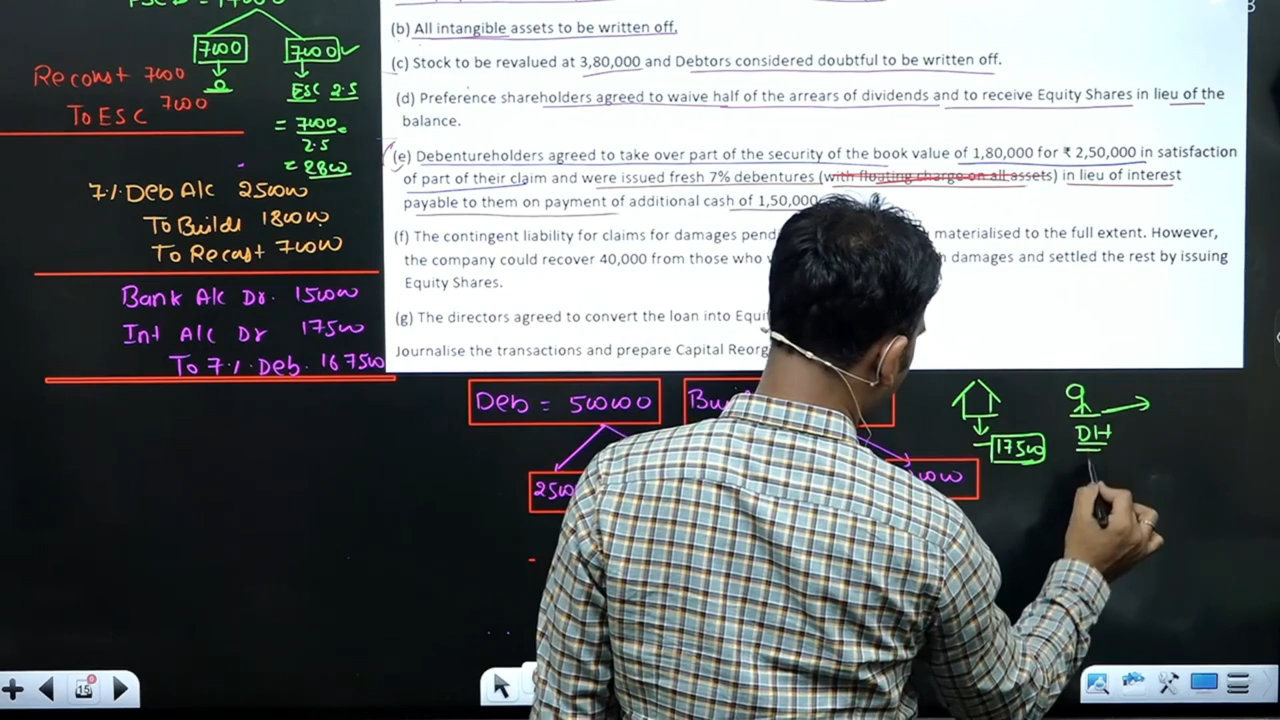 7000
7000
Reconst 7000
To ESC 7000
ESC 2.5
= 7000
2.5
= 2800
7% Deb A/c 250000
To Builds 180000
To Reconst 70000
Bank A/c Dr. 150000
Int A/c Dr 17500
To 7% Deb. 167500
(b) All intangible assets to be written off.
(c) Stock to be revalued at 3,80,000 and Debtors considered doubtful to be written off.
(d) Preference shareholders agreed to waive half of the arrears of dividends and to receive Equity Shares in lieu of the
balance.
(e) Debentureholders agreed to take over part of the security of the book value of 1,80,000 for ₹ 2,50,000 in satisfaction
of part of their claim and were issued fresh 7% debentures (with floating charge on all assets) in lieu of interest
payable to them on payment of additional cash of 1,50,000
(f) The contingent liability for claims for damages materialised to the full extent. However,
the company could recover 40,000 from those who damages and settled the rest by issuing
Equity Shares.
(g) The directors agreed to convert the loan into
Journalise the transactions and prepare Capital
Deb = 500000
17500
DH
15